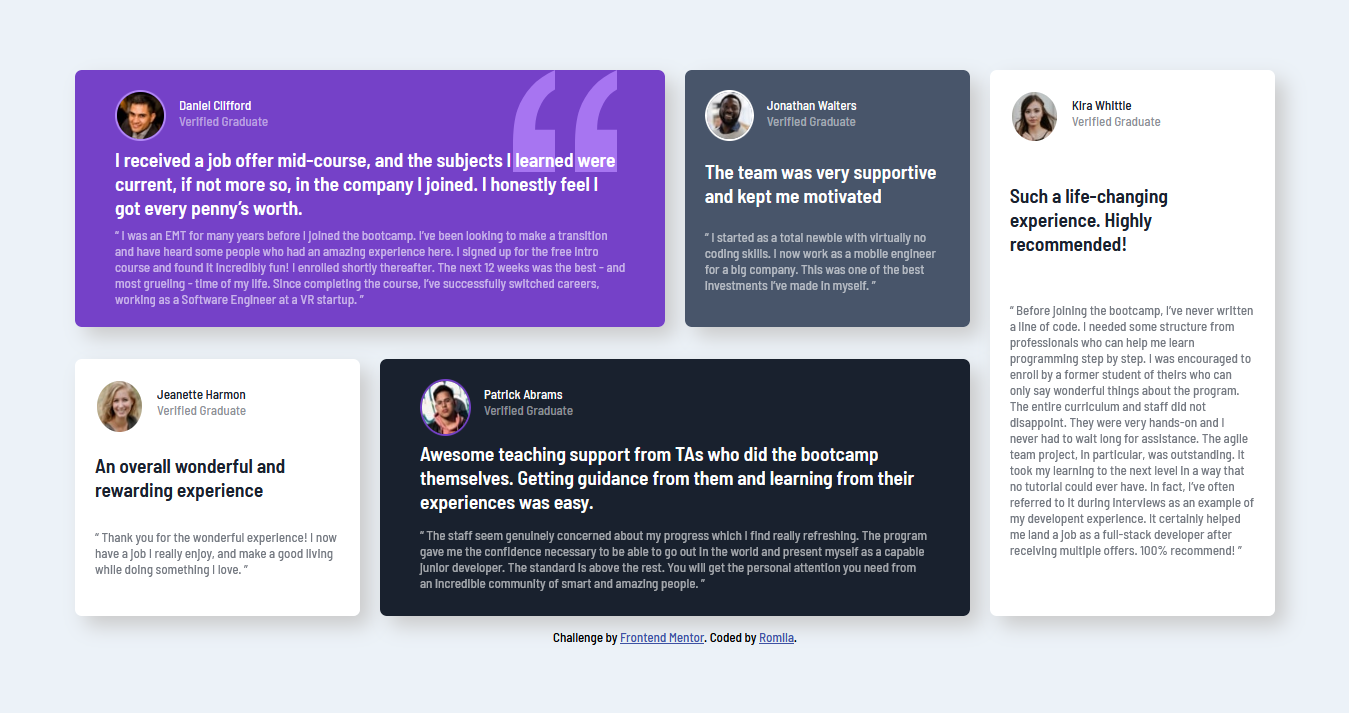 Daniel Clifford
Verified Graduate
I received a job offer mid-course, and the subjects I learned were
current, if not more so, in the company I joined. I honestly feel I
got every penny’s worth.
“ I was an EMT for many years before I joined the bootcamp. I’ve been looking to make a transition
and have heard some people who had an amazing experience here. I signed up for the free intro
course and found it incredibly fun! I enrolled shortly thereafter. The next 12 weeks was the best - and
most grueling - time of my life. Since completing the course, I’ve successfully switched careers,
working as a Software Engineer at a VR startup. ”
Jonathan Walters
Verified Graduate
The team was very supportive
and kept me motivated
“ I started as a total newbie with virtually no
coding skills. I now work as a mobile engineer
for a big company. This was one of the best
investments I’ve made in myself. ”
Kira Whittle
Verified Graduate
Such a life-changing
experience. Highly
recommended!
“ Before joining the bootcamp, I’ve never written
a line of code. I needed some structure from
professionals who can help me learn
programming step by step. I was encouraged to
enroll by a former student of theirs who can
only say wonderful things about the program.
The entire curriculum and staff did not
disappoint. They were very hands-on and I
never had to wait long for assistance. The agile
team project, in particular, was outstanding. It
took my learning to the next level in a way that
no tutorial could ever have. In fact, I’ve often
referred to it during interviews as an example of
my developent experience. It certainly helped
me land a job as a full-stack developer after
receiving multiple offers. 100% recommend! ”
Jeanette Harmon
Verified Graduate
An overall wonderful and
rewarding experience
“ Thank you for the wonderful experience! I now
have a job I really enjoy, and make a good living
while doing something I love. ”
Patrick Abrams
Verified Graduate
Awesome teaching support from TAs who did the bootcamp
themselves. Getting guidance from them and learning from their
experiences was easy.
“ The staff seem genuinely concerned about my progress which I find really refreshing. The program
gave me the confidence necessary to be able to go out in the world and present myself as a capable
junior developer. The standard is above the rest. You will get the personal attention you need from
an incredible community of smart and amazing people. ”
Challenge by Frontend Mentor. Coded by Romila.